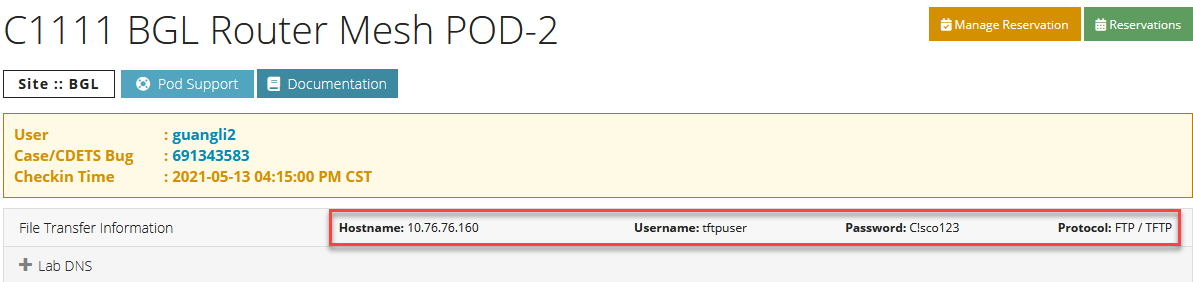 C1111 BGL Router Mesh POD-2
Manage Reservation
Reservations
Site :: BGL
Pod Support
Documentation
User : guangli2
Case/CDETS Bug : 691343583
Checkin Time : 2021-05-13 04:15:00 PM CST
File Transfer Information Hostname: 10.76.76.160 Username: tftpuser Password: CIsco123 Protocol: FTP / TFTP
Lab DNS